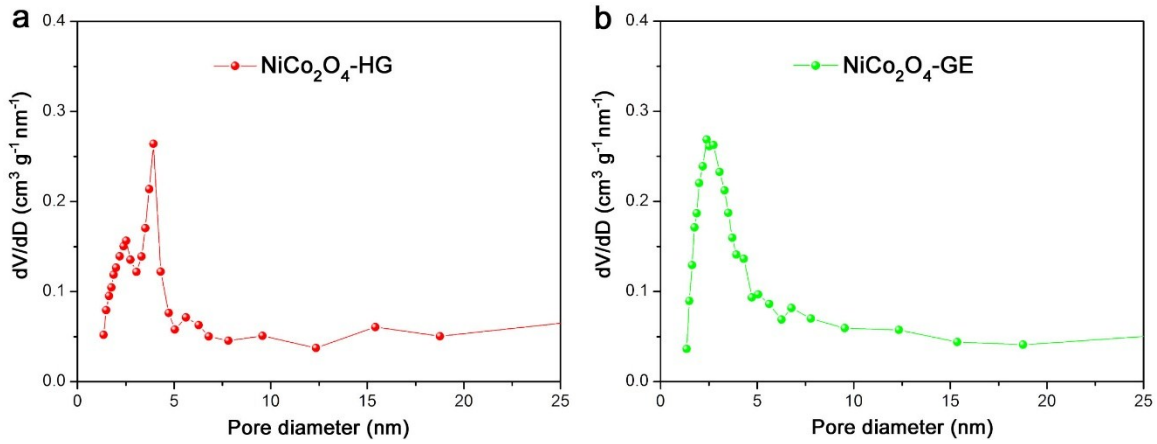 a
NiCo₂O₄-HG
dV/dD (cm³ g⁻¹ nm⁻¹)
0.4
0.3
0.2
0.1
0.0
0 5 10 15 20 25
Pore diameter (nm)
b
NiCo₂O₄-GE
dV/dD (cm³ g⁻¹ nm⁻¹)
0.4
0.3
0.2
0.1
0.0
0 5 10 15 20 25
Pore diameter (nm)